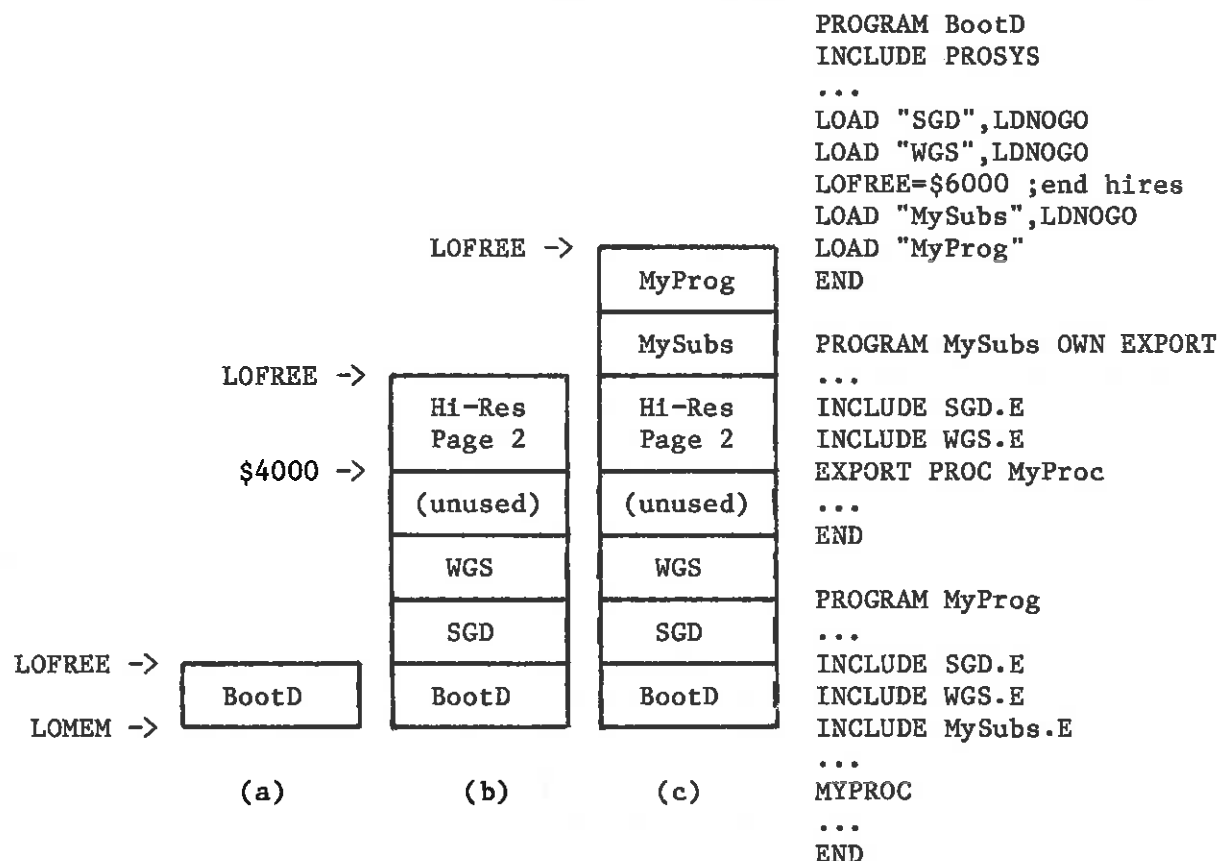 PROGRAM BootD
INCLUDE PROSYS
...
LOAD "SGD",LDNOGO
LOAD "WGS",LDNOGO
LOFREE=$6000 ;end hires
LOAD "MySubs",LDNOGO
LOAD "MyProg"
END
PROGRAM MySubs OWN EXPORT
...
INCLUDE SGD.E
INCLUDE WGS.E
EXPORT PROC MyProc
...
END
PROGRAM MyProg
...
INCLUDE SGD.E
INCLUDE WGS.E
INCLUDE MySubs.E
...
MYPROC
...
END
LOFREE ->
BootD
LOMEM ->
(a)
LOFREE ->
Hi-Res
Page 2
$4000 ->
(unused)
WGS
SGD
BootD
(b)
LOFREE ->
MyProg
MySubs
Hi-Res
Page 2
(unused)
WGS
SGD
BootD
(c)